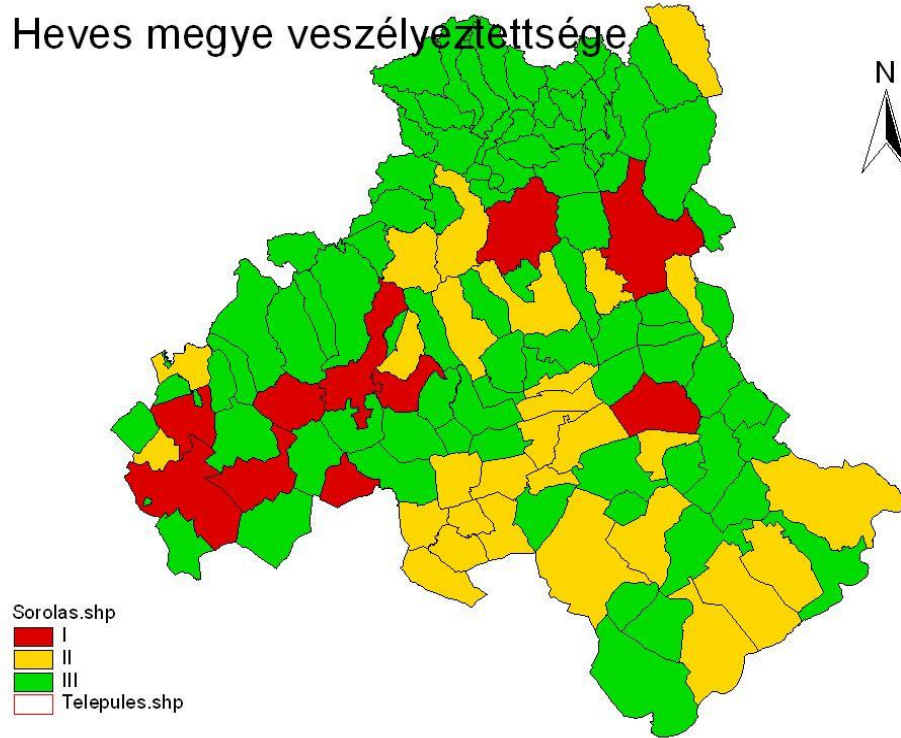 Heves megye veszélyeztettsége
N
Sorolas.shp
I
II
III
Telepules.shp